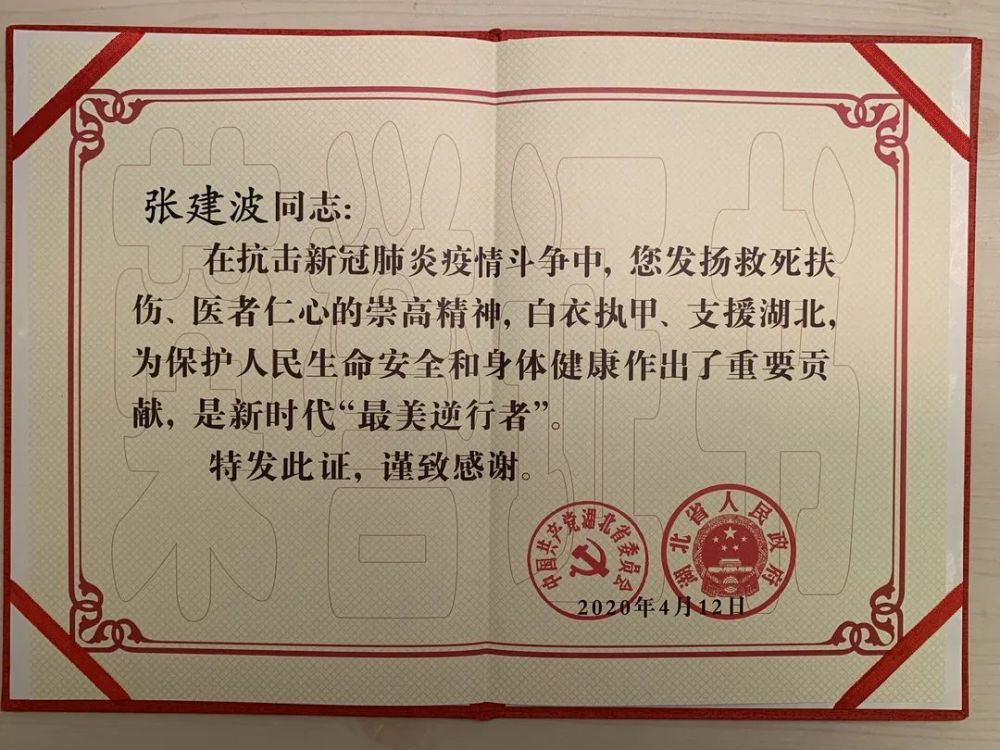 张建波同志：
在抗击新冠肺炎疫情斗争中，您发扬救死扶
伤、医者仁心的崇高精神，白衣执甲、支援湖北，
为保护人民生命安全和身体健康作出了重要贡
献，是新时代“最美逆行者”。
特发此证，谨致感谢。
中国共产党湖北省委员会
湖北省人民政府
2020年4月12日
荣誉证书